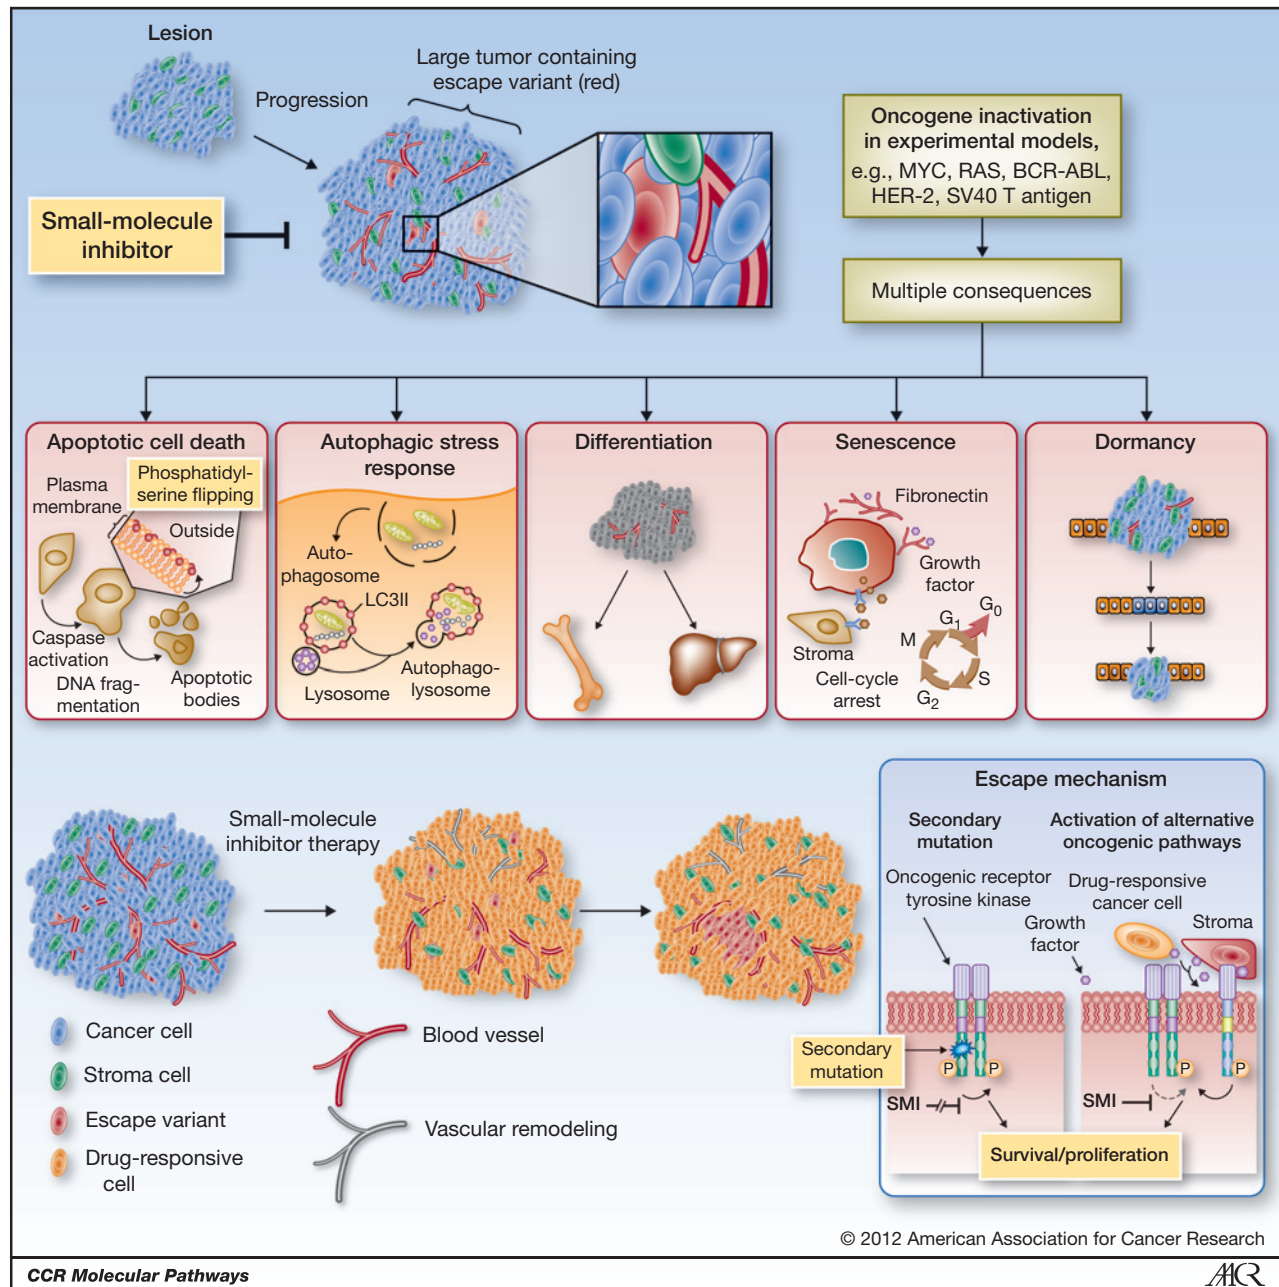 Lesion
Progression
Large tumor containing
escape variant (red)
Small-molecule
inhibitor
Oncogene inactivation
in experimental models,
e.g., MYC, RAS, BCR-ABL,
HER-2, SV40 T antigen
Multiple consequences
Apoptotic cell death
Phosphatidyl-
serine flipping
Plasma
membrane
Outside
Caspase
activation
DNA frag-
mentation
Apoptotic
bodies
Autophagic stress
response
Auto-
phagosome
LC3II
Lysosome
Autophago-
lysosome
Differentiation
Senescence
Fibronectin
Growth
factor
Stroma
Cell-cycle
arrest
G1
G0
M
S
G2
Dormancy
Small-molecule
inhibitor therapy
Cancer cell
Stroma cell
Escape variant
Drug-responsive
cell
Blood vessel
Vascular remodeling
Escape mechanism
Secondary
mutation
Oncogenic receptor
tyrosine kinase
Activation of alternative
oncogenic pathways
Drug-responsive
cancer cell
Growth
factor
Stroma
Secondary
mutation
P
P
P
P
SMI
SMI
Survival/proliferation
© 2012 American Association for Cancer Research
CCR Molecular Pathways
AACR